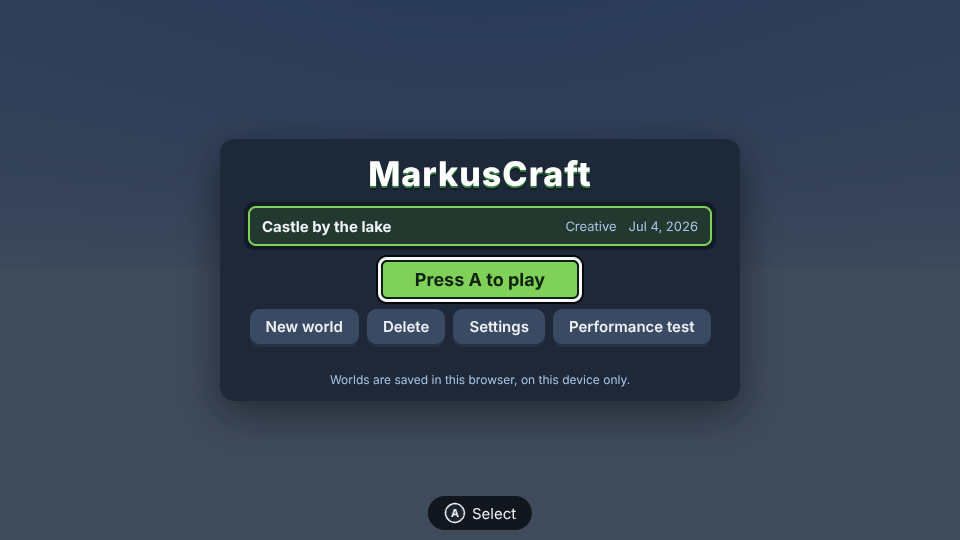 MarkusCraft
Castle by the lake Creative Jul 4, 2026
Press A to play
New world Delete Settings Performance test
Worlds are saved in this browser, on this device only.
A Select